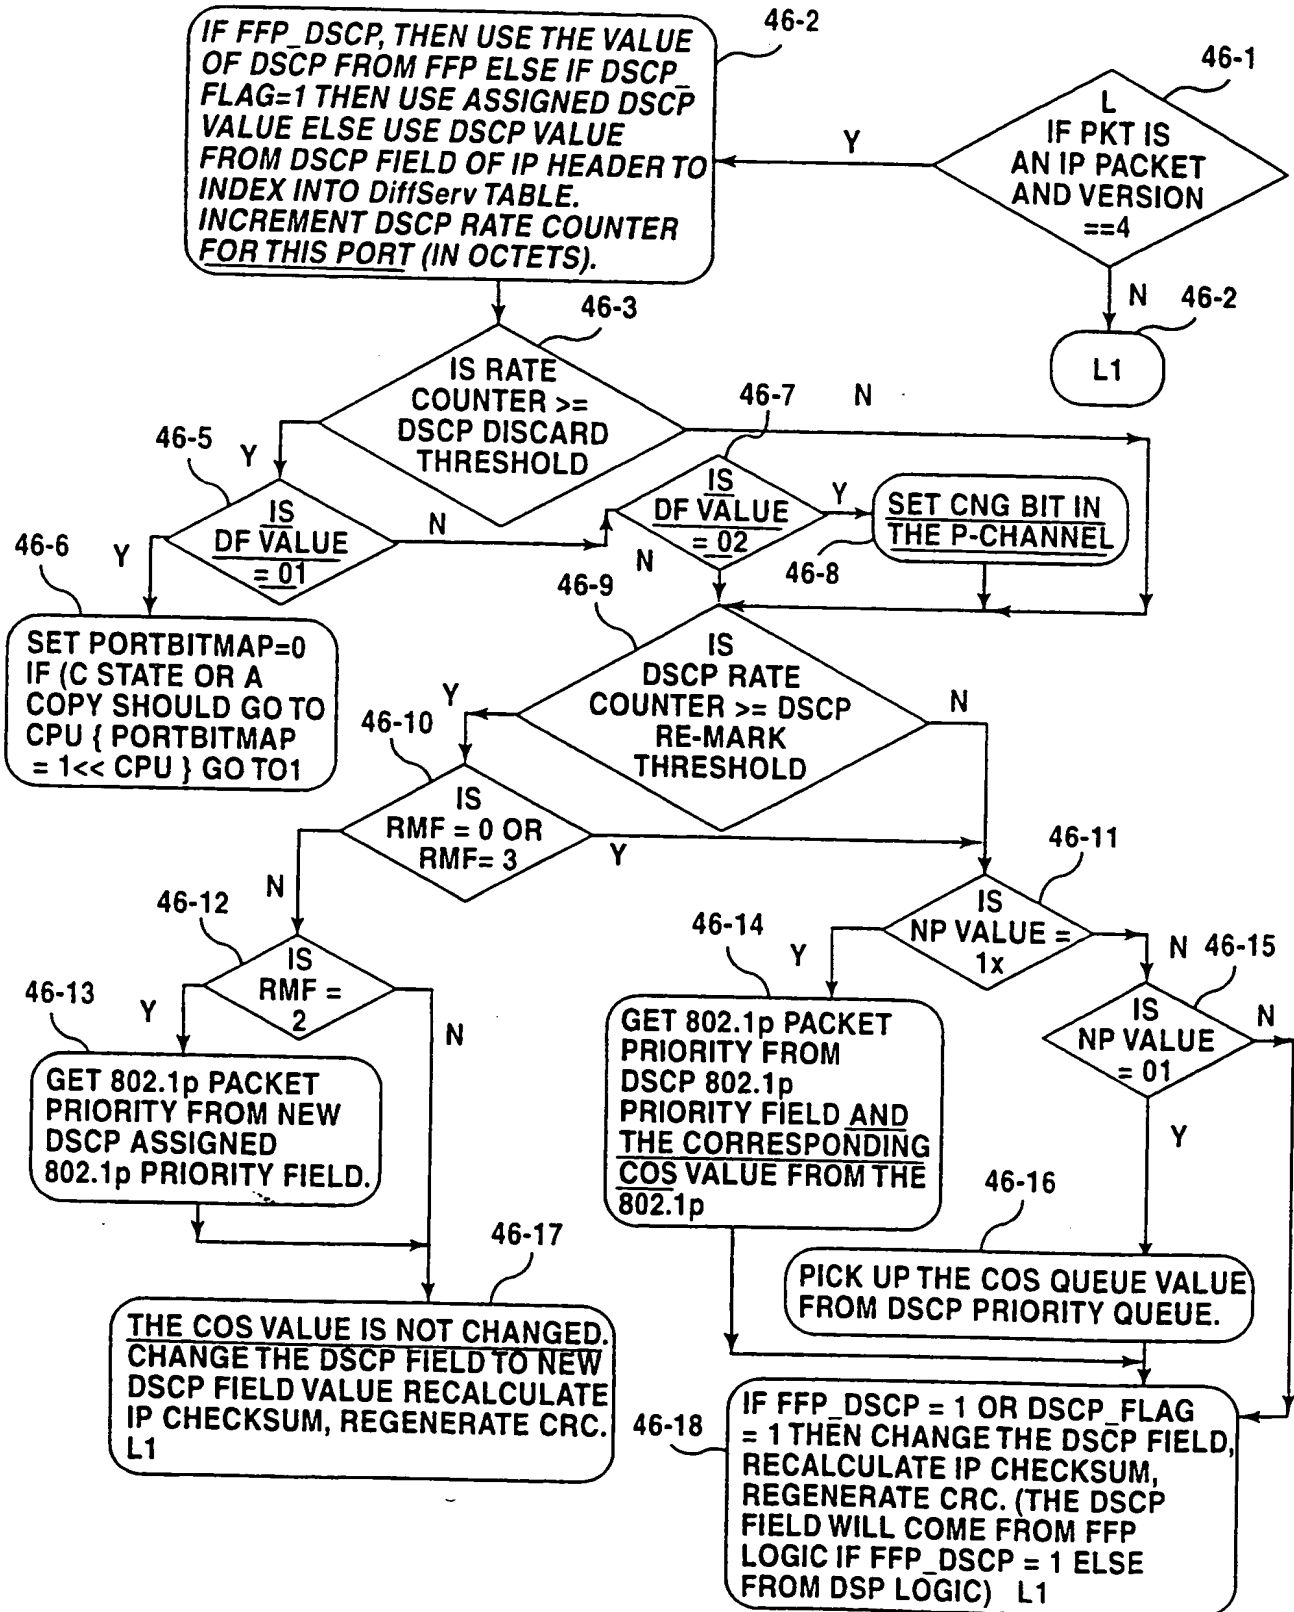 46-2
IF FFP_DSCP, THEN USE THE VALUE
OF DSCP FROM FFP ELSE IF DSCP_
FLAG=1 THEN USE ASSIGNED DSCP
VALUE ELSE USE DSCP VALUE
FROM DSCP FIELD OF IP HEADER TO
INDEX INTO DiffServ TABLE.
INCREMENT DSCP RATE COUNTER
FOR THIS PORT (IN OCTETS).
46-1
L
IF PKT IS
AN IP PACKET
AND VERSION
==4
Y
N
46-2
L1
46-3
IS RATE
COUNTER >=
DSCP DISCARD
THRESHOLD
Y
N
46-5
IS
DF VALUE
= 01
Y
N
46-7
IS
DF VALUE
= 02
Y
N
46-8
SET CNG BIT IN
THE P-CHANNEL
46-6
SET PORTBITMAP=0
IF (C STATE OR A
COPY SHOULD GO TO
CPU { PORTBITMAP
= 1<< CPU } GO TO1
46-9
IS
DSCP RATE
COUNTER >= DSCP
RE-MARK
THRESHOLD
Y
N
46-10
IS
RMF = 0 OR
RMF= 3
Y
N
46-11
IS
NP VALUE =
1x
Y
N
46-12
IS
RMF =
2
Y
N
46-13
GET 802.1p PACKET
PRIORITY FROM NEW
DSCP ASSIGNED
802.1p PRIORITY FIELD.
46-14
GET 802.1p PACKET
PRIORITY FROM
DSCP 802.1p
PRIORITY FIELD AND
THE CORRESPONDING
COS VALUE FROM THE
802.1p
46-15
IS
NP VALUE
= 01
N
Y
46-16
PICK UP THE COS QUEUE VALUE
FROM DSCP PRIORITY QUEUE.
46-17
THE COS VALUE IS NOT CHANGED.
CHANGE THE DSCP FIELD TO NEW
DSCP FIELD VALUE RECALCULATE
IP CHECKSUM, REGENERATE CRC.
L1
46-18
IF FFP_DSCP = 1 OR DSCP_FLAG
= 1 THEN CHANGE THE DSCP FIELD,
RECALCULATE IP CHECKSUM,
REGENERATE CRC. (THE DSCP
FIELD WILL COME FROM FFP
LOGIC IF FFP_DSCP = 1 ELSE
FROM DSP LOGIC) L1